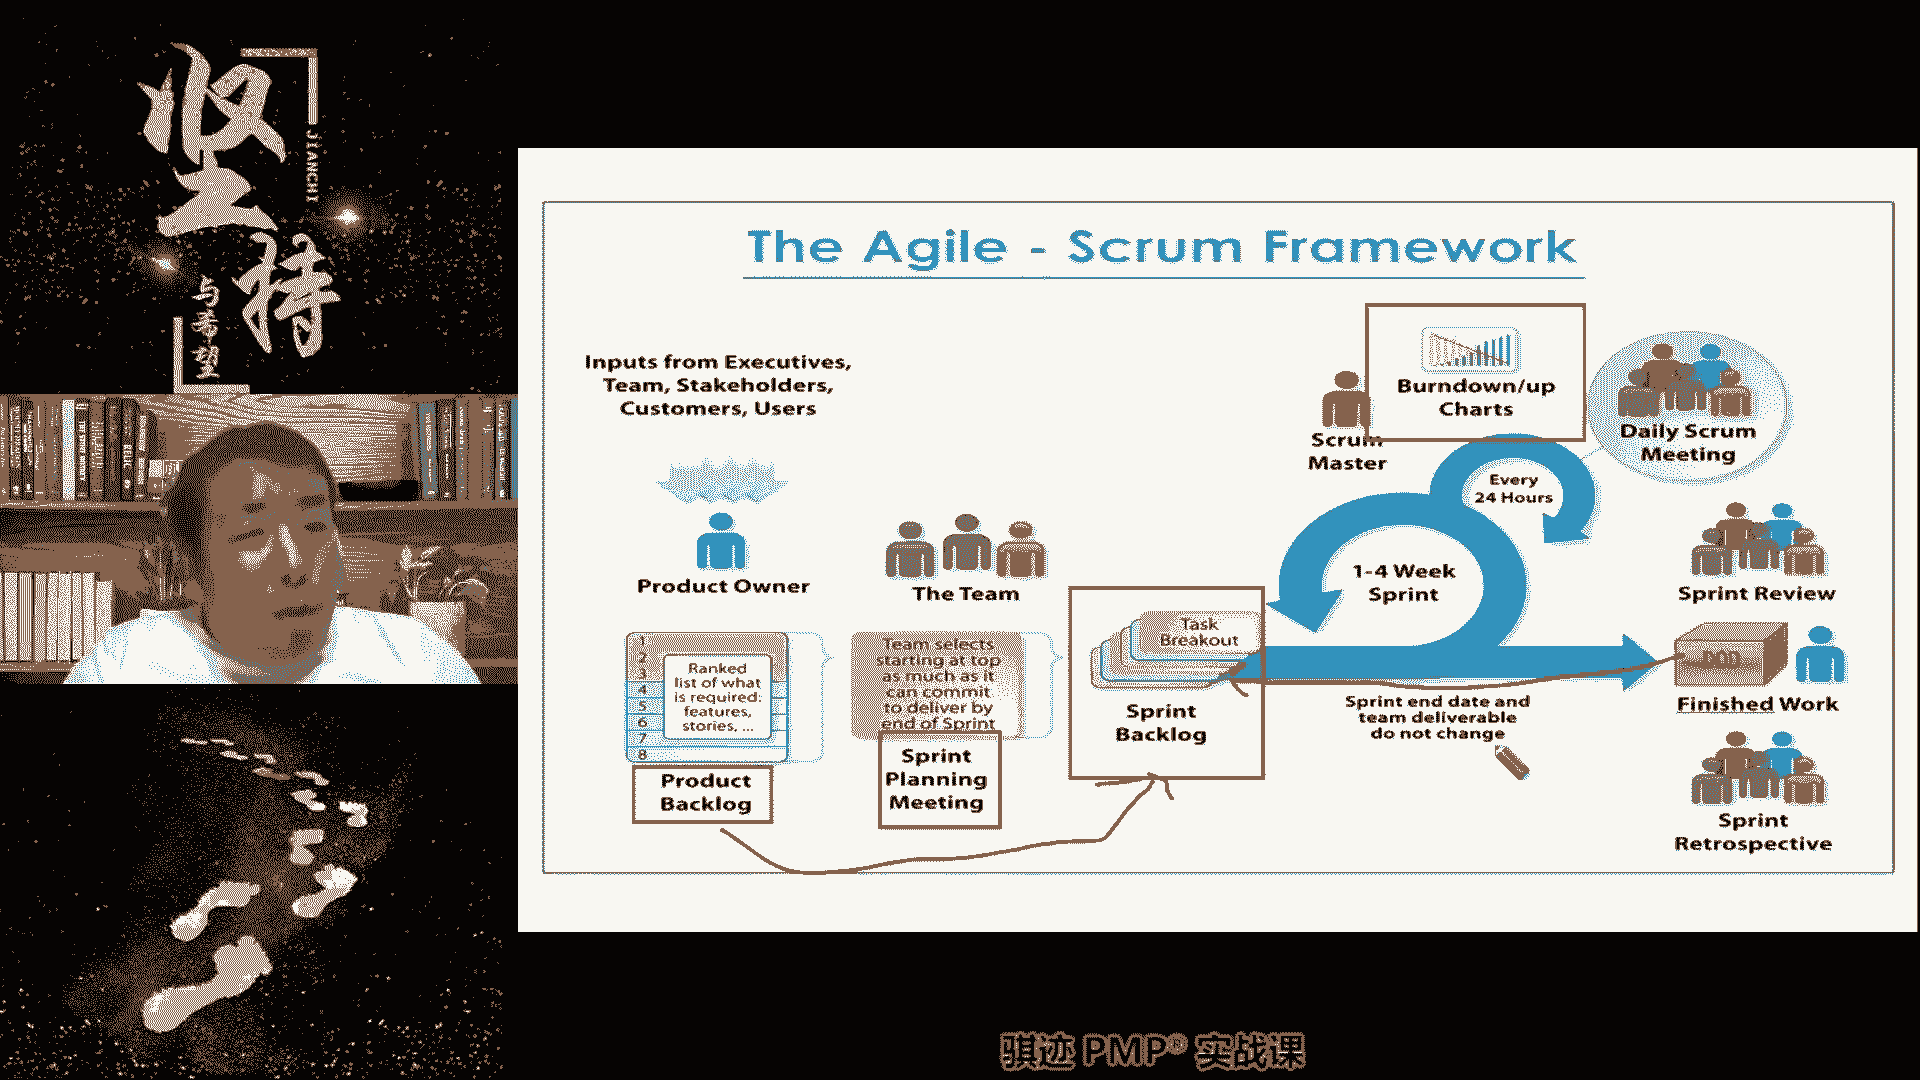 坚
持
JIANCHI
与希望
The Agile - Scrum Framework
Inputs from Executives,
Team, Stakeholders,
Customers, Users
Product Owner
The Team
1
2
3
4
5
6
7
8
Ranked
list of what
is required:
features,
stories, ...
Product
Backlog
Team selects
starting at top
as much as it
can commit
to deliver by
end of Sprint
Sprint
Planning
Meeting
Task
Breakout
Sprint
Backlog
Scrum
Master
Burndown/up
Charts
Every
24 Hours
1-4 Week
Sprint
Sprint end date and
team deliverable
do not change
Daily Scrum
Meeting
Sprint Review
Finished Work
Sprint
Retrospective
骐迹 PMP® 实战课